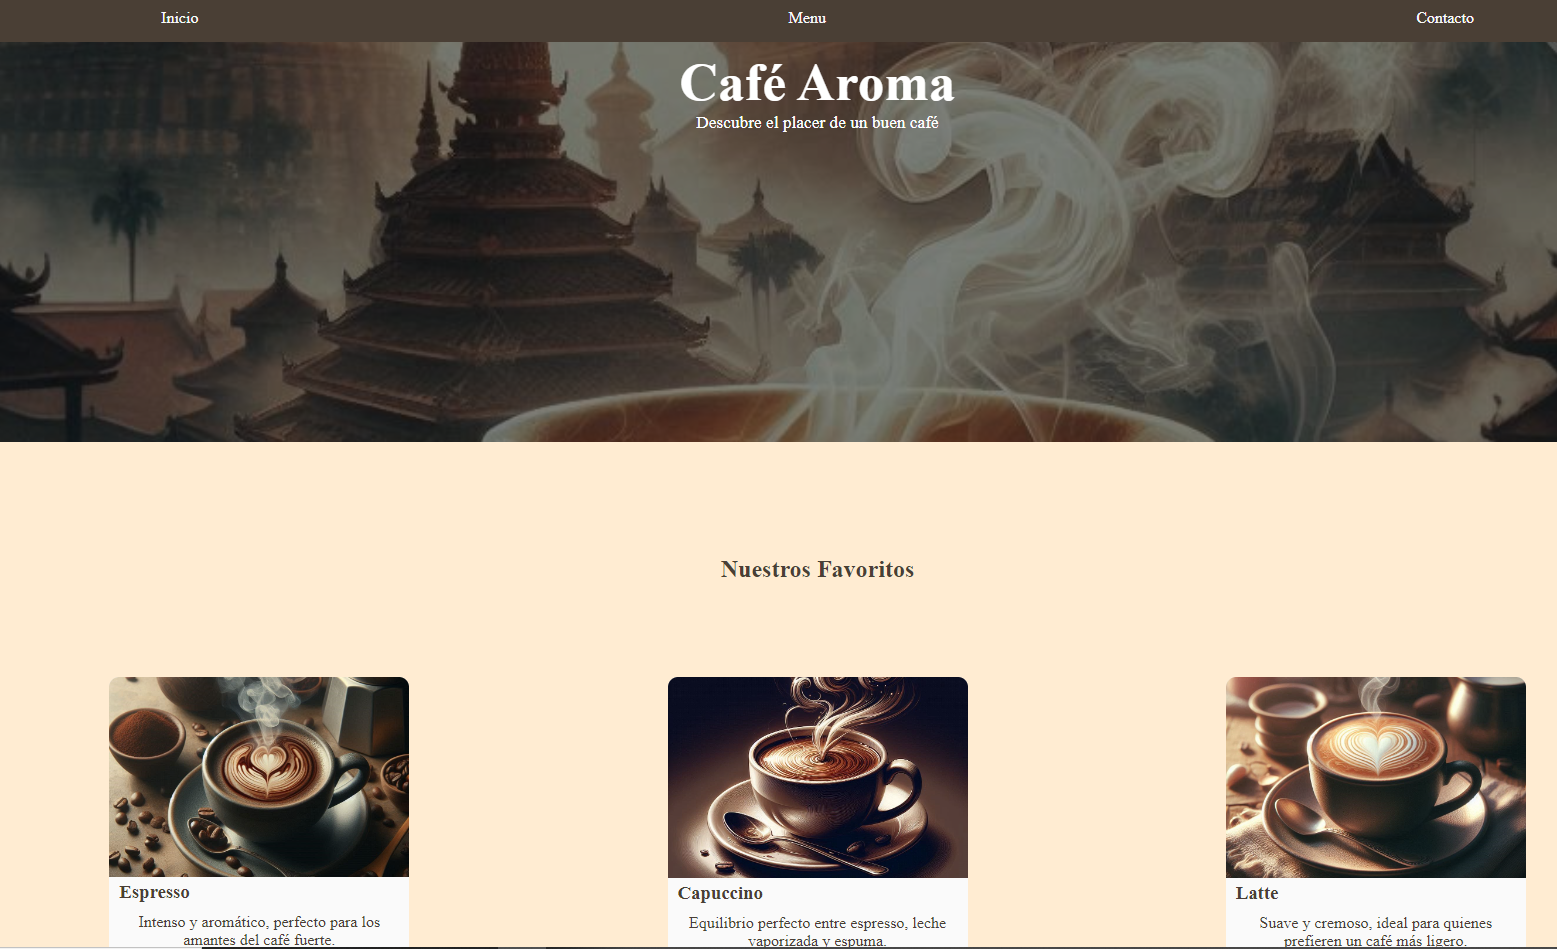 Inicio
Menu
Contacto
Café Aroma
Descubre el placer de un buen café
Nuestros Favoritos
Espresso
Intenso y aromático, perfecto para los
amantes del café fuerte.
Capuccino
Equilibrio perfecto entre espresso, leche
vaporizada y espuma.
Latte
Suave y cremoso, ideal para quienes
prefieren un café más ligero.